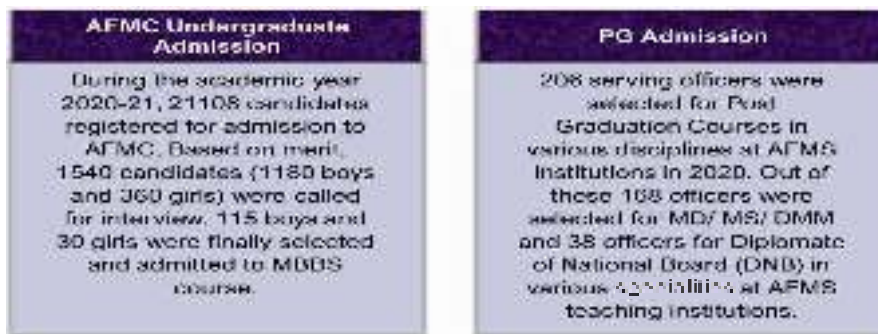 AFMC Undergraduate
Admission
During the academic year
2020-21, 21108 candidates
registered for admission to
AFMC. Based on merit,
1540 candidates (1180 boys
and 360 girls) were called
for interview. 115 boys and
30 girls were finally selected
and admitted to MBBS
course.
PG Admission
206 serving officers were
selected for Post
Graduation Courses in
various disciplines at AFMS
institutions in 2020. Out of
these 168 officers were
selected for MD/ MS/ DMM
and 38 officers for Diplomate
of National Board (DNB) in
various specialities at AFMS
teaching institutions.